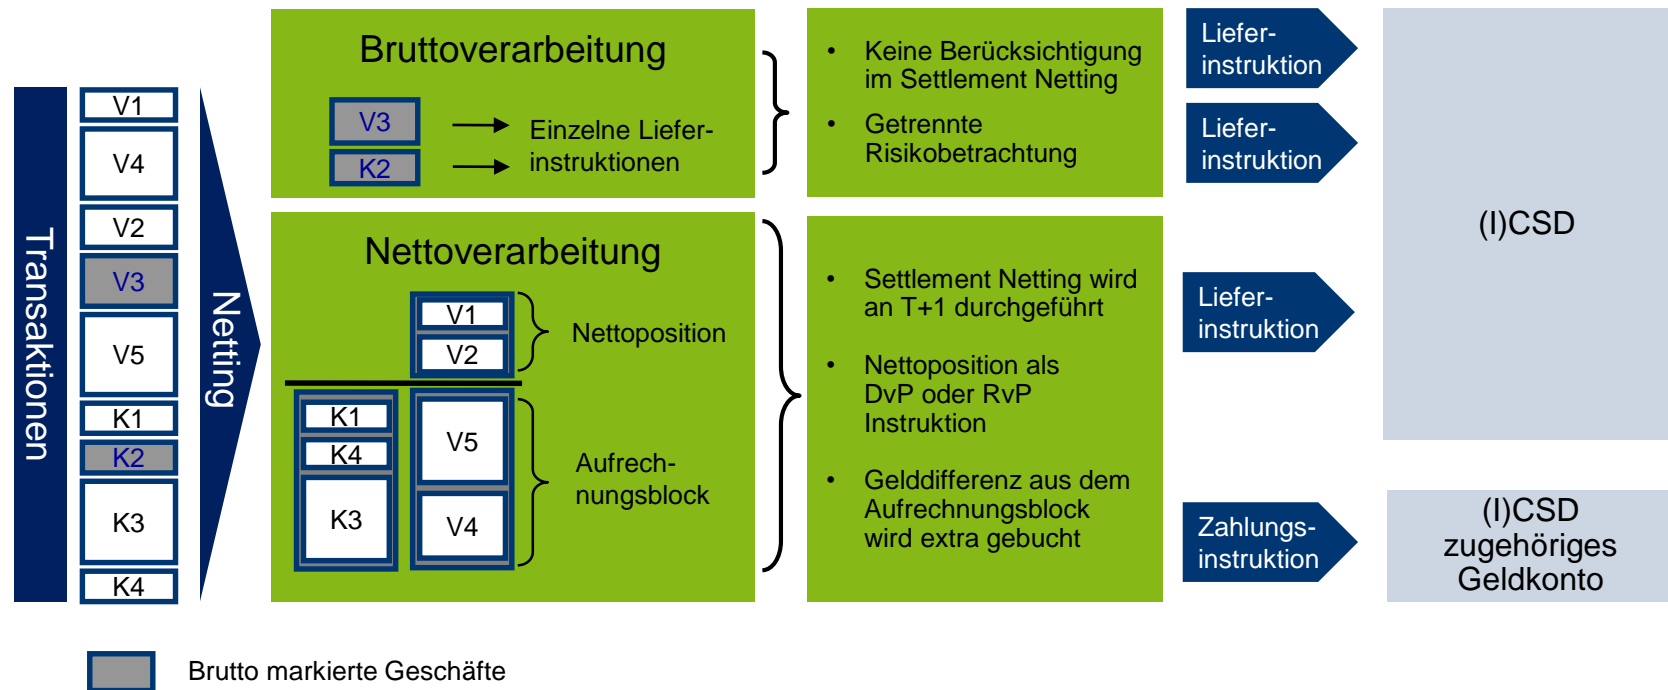 Transaktionen
V1
V4
V2
V3
V5
K1
K2
K3
K4
Netting
Bruttoverarbeitung
V3
K2
Einzelne Liefer-
instruktionen
• Keine Berücksichtigung
im Settlement Netting
• Getrennte
Risikobetrachtung
Liefer-
instruktion
Liefer-
instruktion
(I)CSD
Nettoverarbeitung
V1
V2
Nettoposition
K1
K4
K3
V5
V4
Aufrech-
nungsblock
• Settlement Netting wird
an T+1 durchgeführt
• Nettoposition als
DvP oder RvP
Instruktion
• Gelddifferenz aus dem
Aufrechnungsblock
wird extra gebucht
Liefer-
instruktion
Zahlungs-
instruktion
(I)CSD
zugehöriges
Geldkonto
Brutto markierte Geschäfte